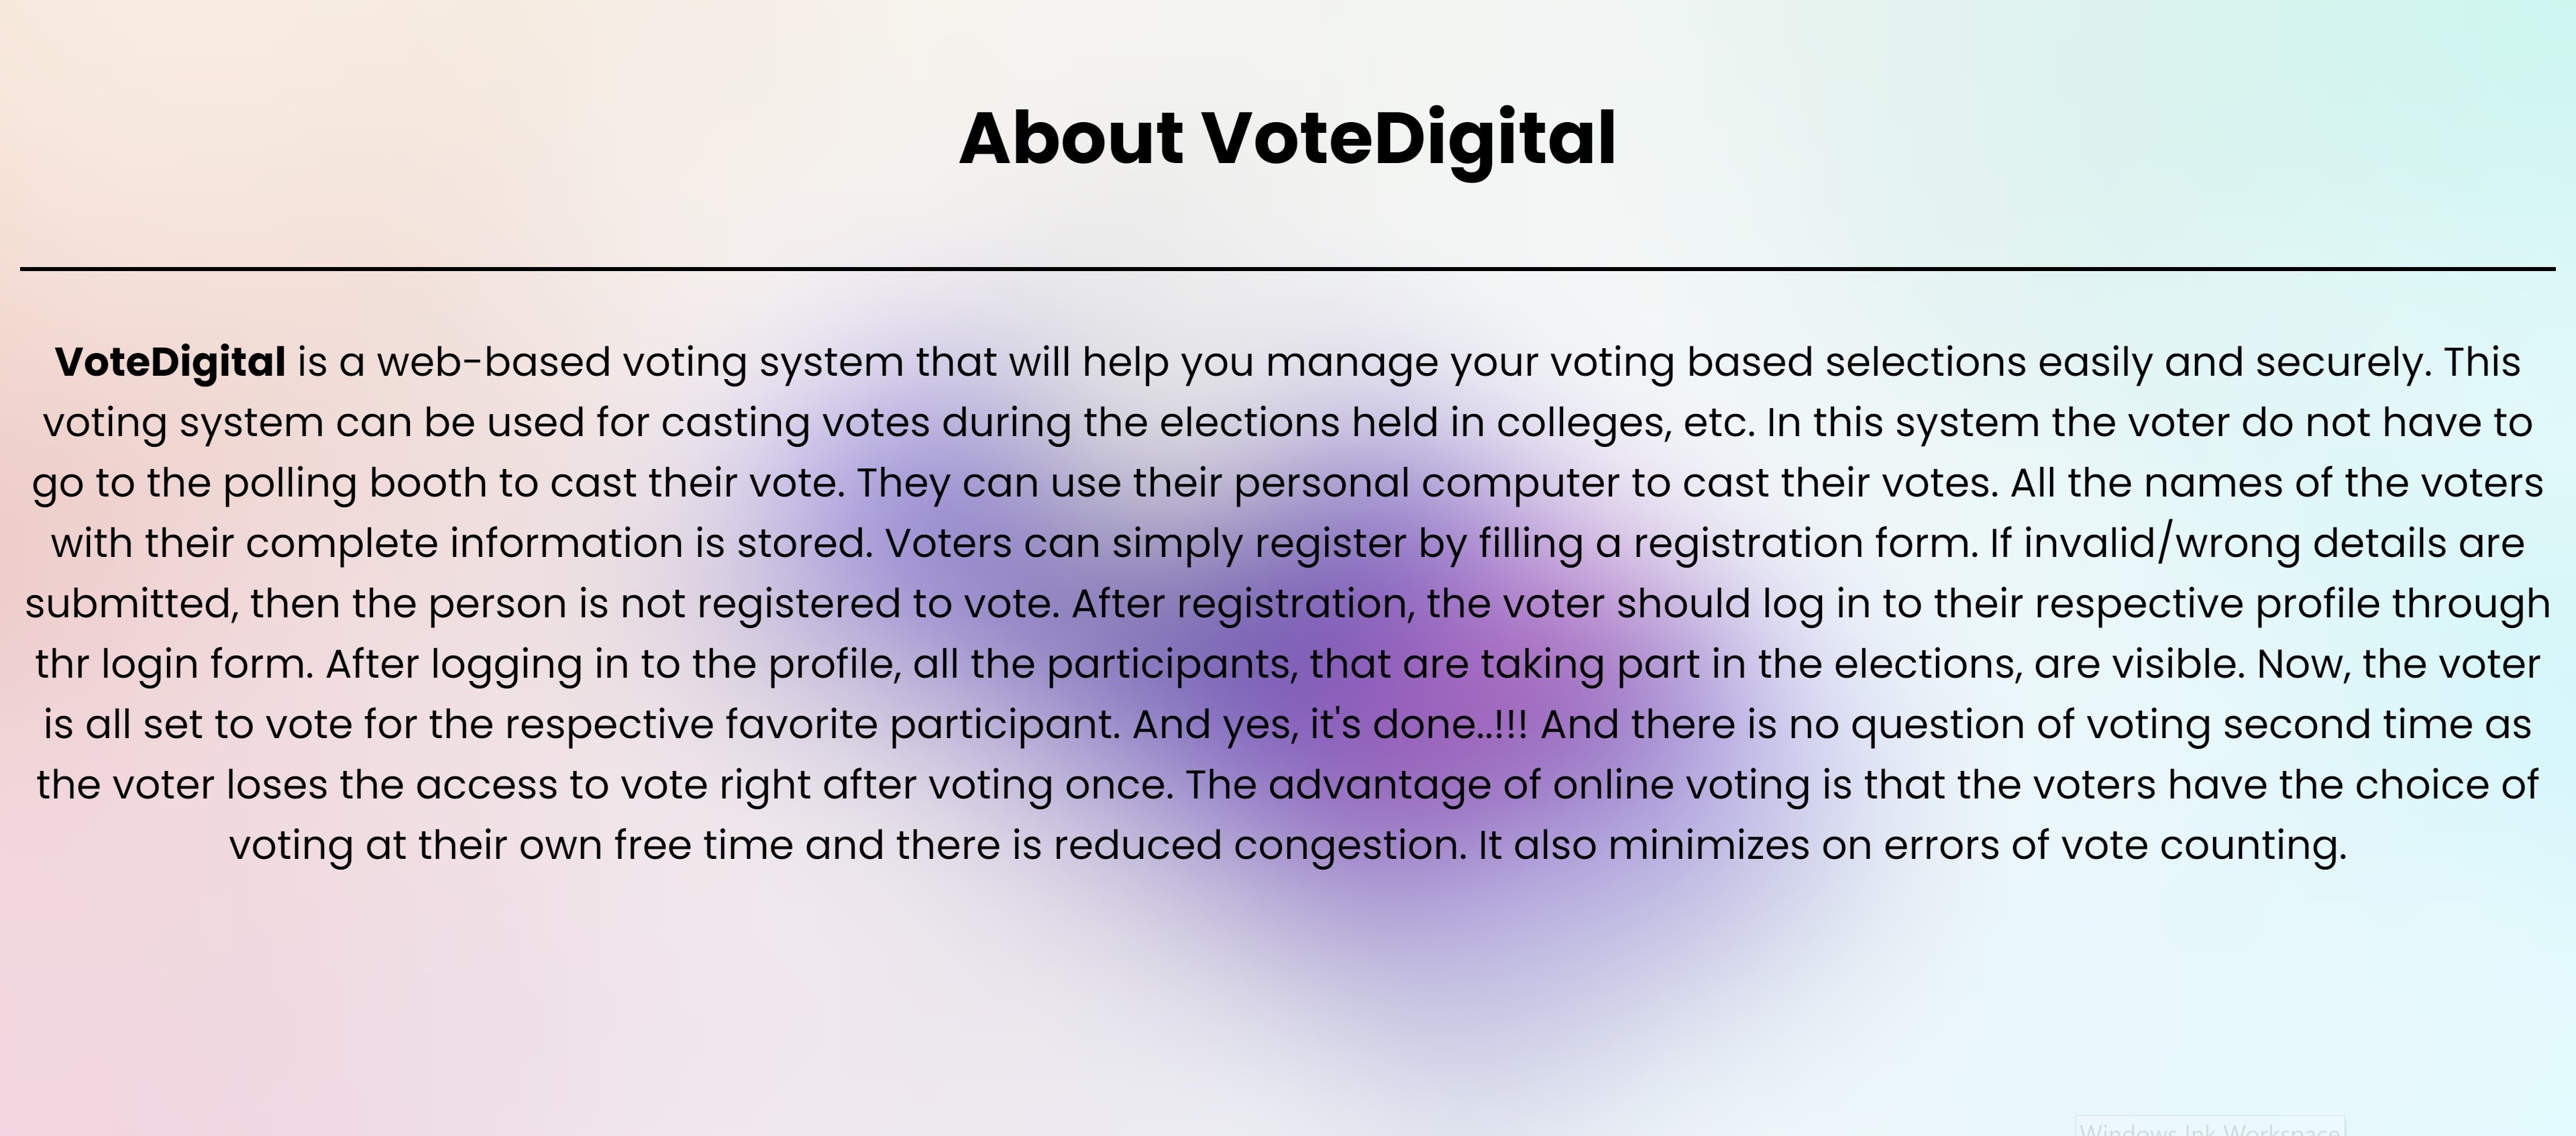 About VoteDigital
VoteDigital is a web-based voting system that will help you manage your voting based selections easily and securely. This
voting system can be used for casting votes during the elections held in colleges, etc. In this system the voter do not have to
go to the polling booth to cast their vote. They can use their personal computer to cast their votes. All the names of the voters
with their complete information is stored. Voters can simply register by filling a registration form. If invalid/wrong details are
submitted, then the person is not registered to vote. After registration, the voter should log in to their respective profile through
thr login form. After logging in to the profile, all the participants, that are taking part in the elections, are visible. Now, the voter
is all set to vote for the respective favorite participant. And yes, it's done..!!! And there is no question of voting second time as
the voter loses the access to vote right after voting once. The advantage of online voting is that the voters have the choice of
voting at their own free time and there is reduced congestion. It also minimizes on errors of vote counting.
Windows Ink Workspace